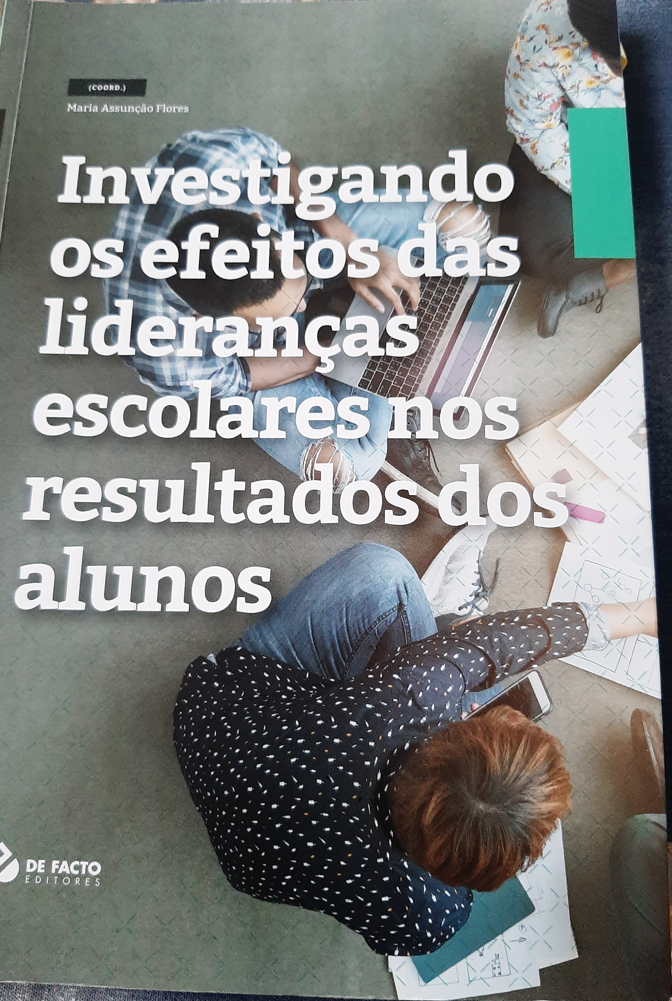 (COORD.)
Maria Assunção Flores
Investigando
os efeitos das
lideranças
escolares nos
resultados dos
alunos
DE FACTO
EDITORES